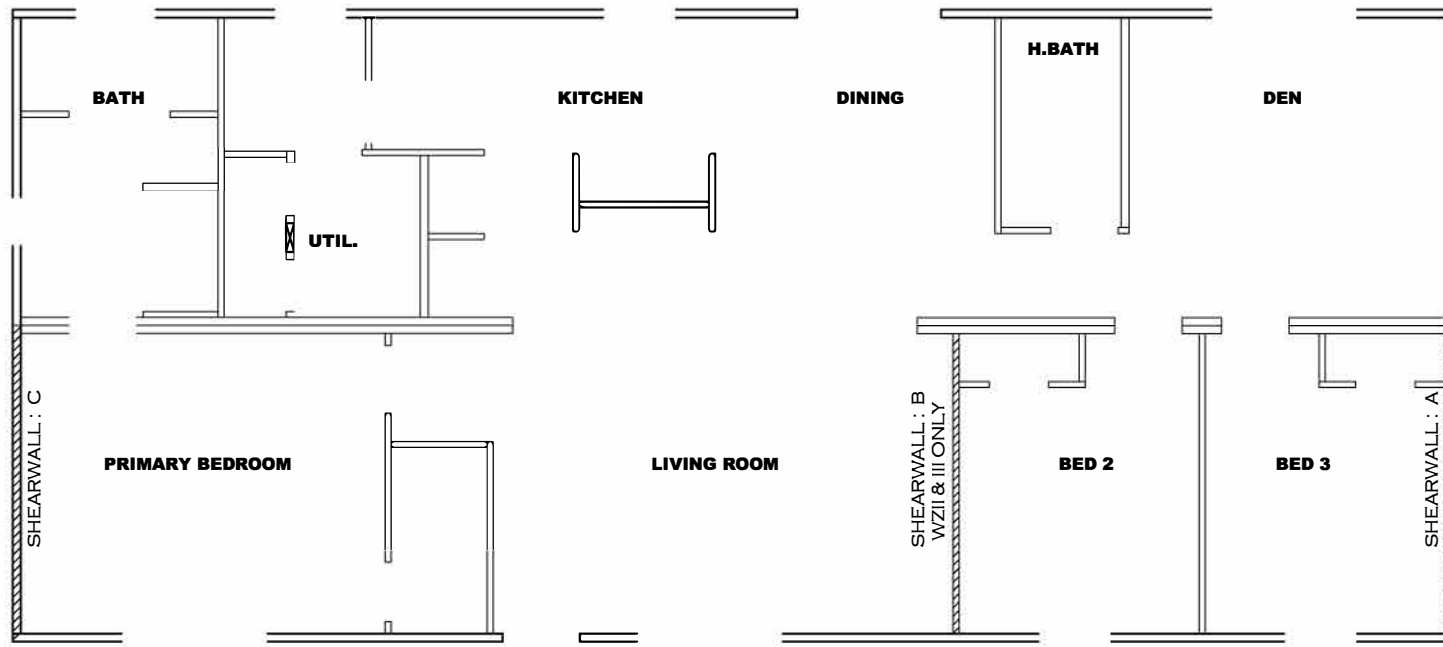 H.BATH
BATH
KITCHEN
DINING
DEN
UTIL.
SHEARWALL : C
PRIMARY BEDROOM
LIVING ROOM
SHEARWALL : B
WZII & III ONLY
BED 2
BED 3
SHEARWALL : A